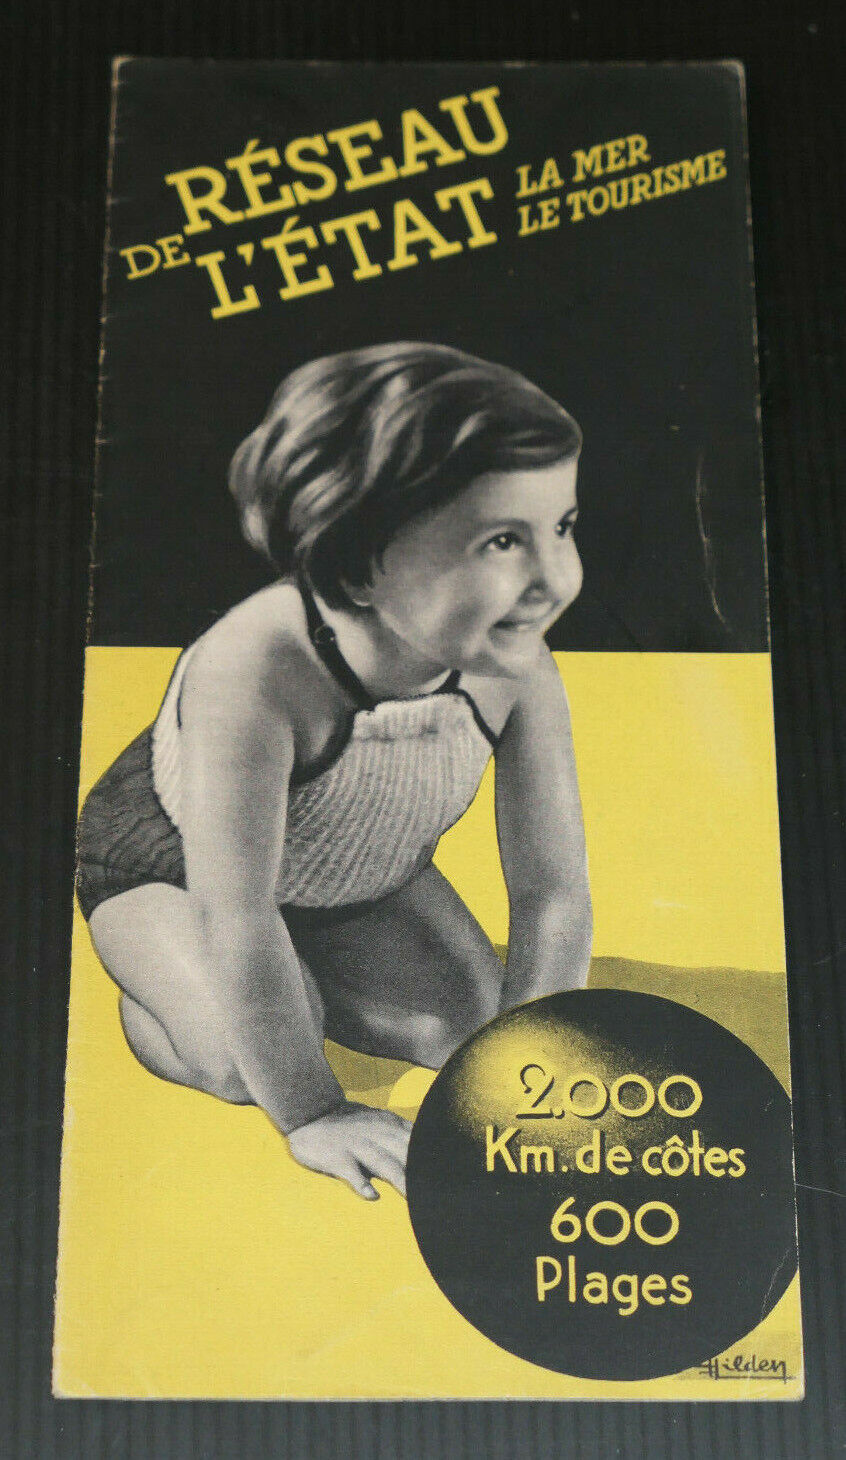 RÉSEAU
DE L'ÉTAT
LA MER
LE TOURISME
2.000
Km. de côtes
600
Plages
Hilden